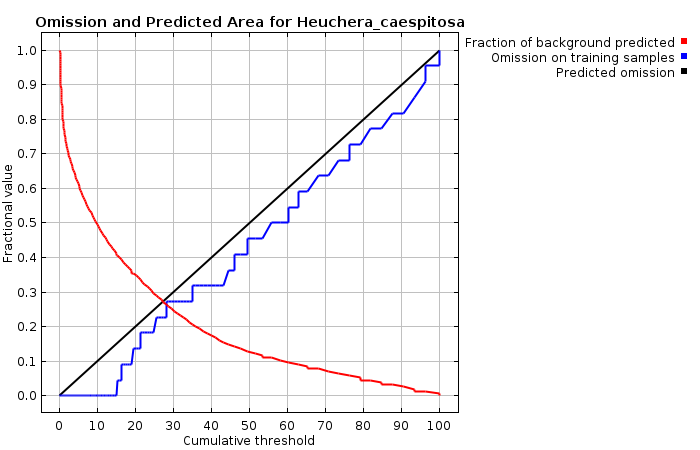 Omission and Predicted Area for Heuchera_caespitosa
Fraction of background predicted
Omission on training samples
Predicted omission
Fractional value
1.0
0.9
0.8
0.7
0.6
0.5
0.4
0.3
0.2
0.1
0.0
0 10 20 30 40 50 60 70 80 90 100
Cumulative threshold